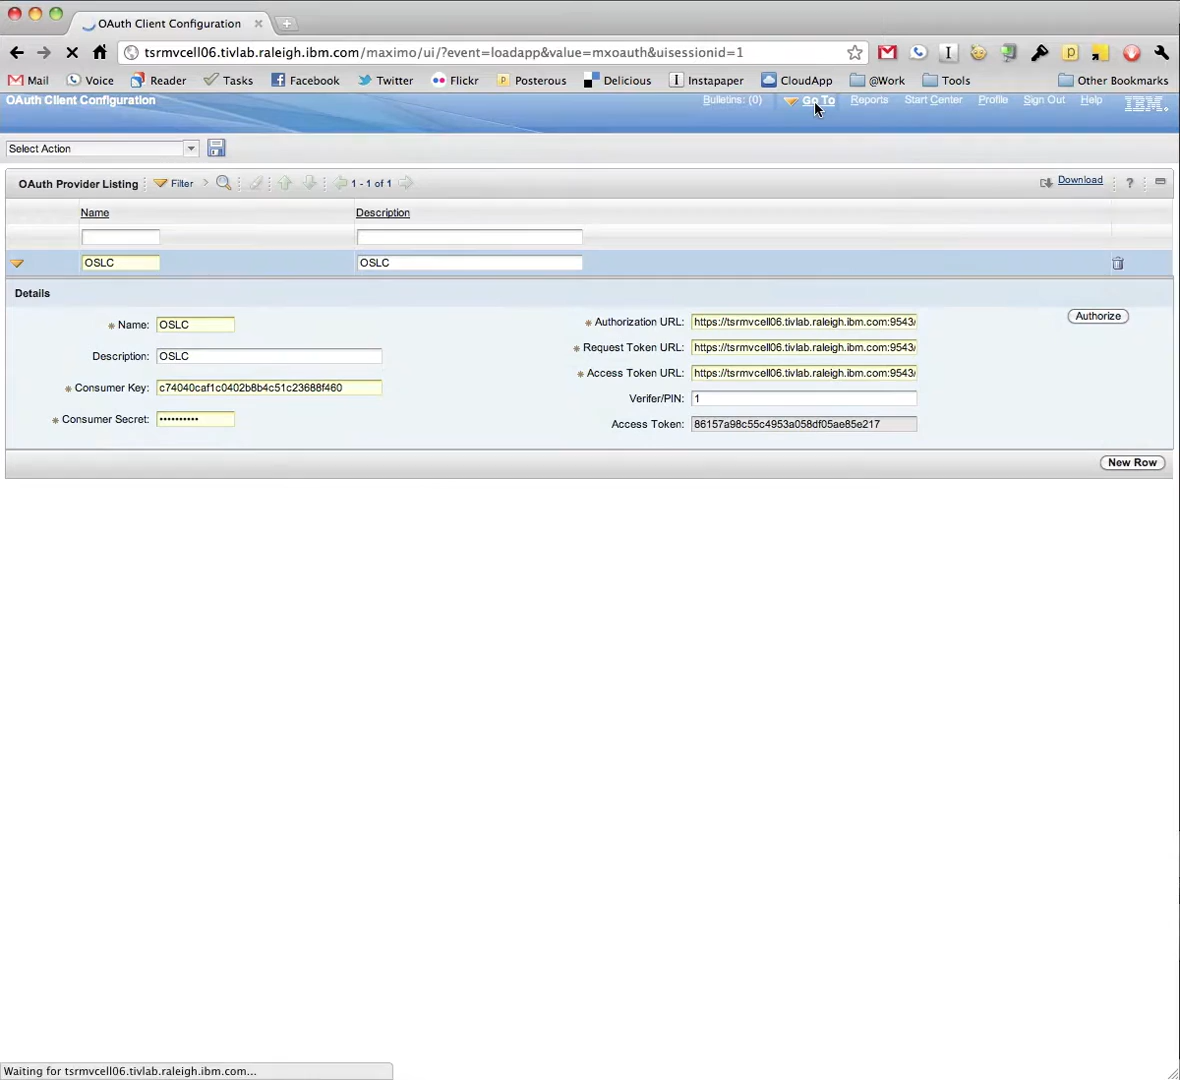 OAuth Client Configuration
tsrmvcell06.tivlab.raleigh.ibm.com/maximo/ui/?event=loadapp&value=mxoauth&uisessionid=1
Mail Voice Reader Tasks Facebook Twitter Flickr Posterous Delicious Instapaper CloudApp @Work Tools Other Bookmarks
OAuth Client Configuration Bulletins: (0) Go To Reports Start Center Profile Sign Out Help IBM.
Select Action
OAuth Provider Listing Filter 1 - 1 of 1 Download ?
Name Description
OSLC OSLC
Details
Name: OSLC
Description: OSLC
Consumer Key: c74040caf1c0402b8b4c51c23688f460
Consumer Secret: ••••••••••
Authorization URL: https://tsrmvcell06.tivlab.raleigh.ibm.com:9543/
Request Token URL: https://tsrmvcell06.tivlab.raleigh.ibm.com:9543/
Access Token URL: https://tsrmvcell06.tivlab.raleigh.ibm.com:9543/
Verifer/PIN: 1
Access Token: 86157a98c55c4953a058df05ae85e217
Authorize
New Row
Waiting for tsrmvcell06.tivlab.raleigh.ibm.com...